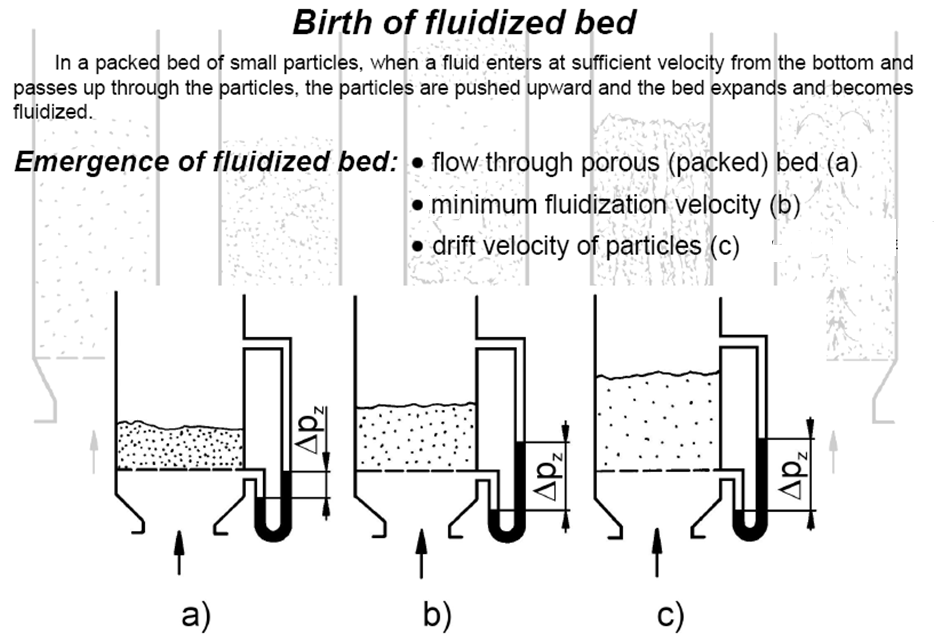 Birth of fluidized bed
In a packed bed of small particles, when a fluid enters at sufficient velocity from the bottom and
passes up through the particles, the particles are pushed upward and the bed expands and becomes
fluidized.
Emergence of fluidized bed: • flow through porous (packed) bed (a)
• minimum fluidization velocity (b)
• drift velocity of particles (c)
Δpz
Δpz
Δpz
a) b) c)